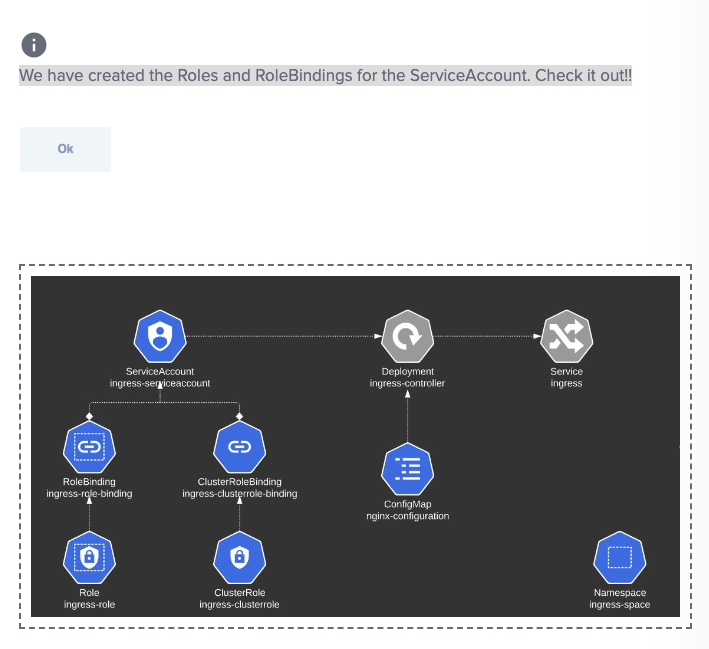 We have created the Roles and RoleBindings for the ServiceAccount. Check it out!!
Ok
ServiceAccount
ingress-serviceaccount
Deployment
ingress-controller
Service
ingress
RoleBinding
ingress-role-binding
ClusterRoleBinding
ingress-clusterrole-binding
ConfigMap
nginx-configuration
Role
ingress-role
ClusterRole
ingress-clusterrole
Namespace
ingress-space